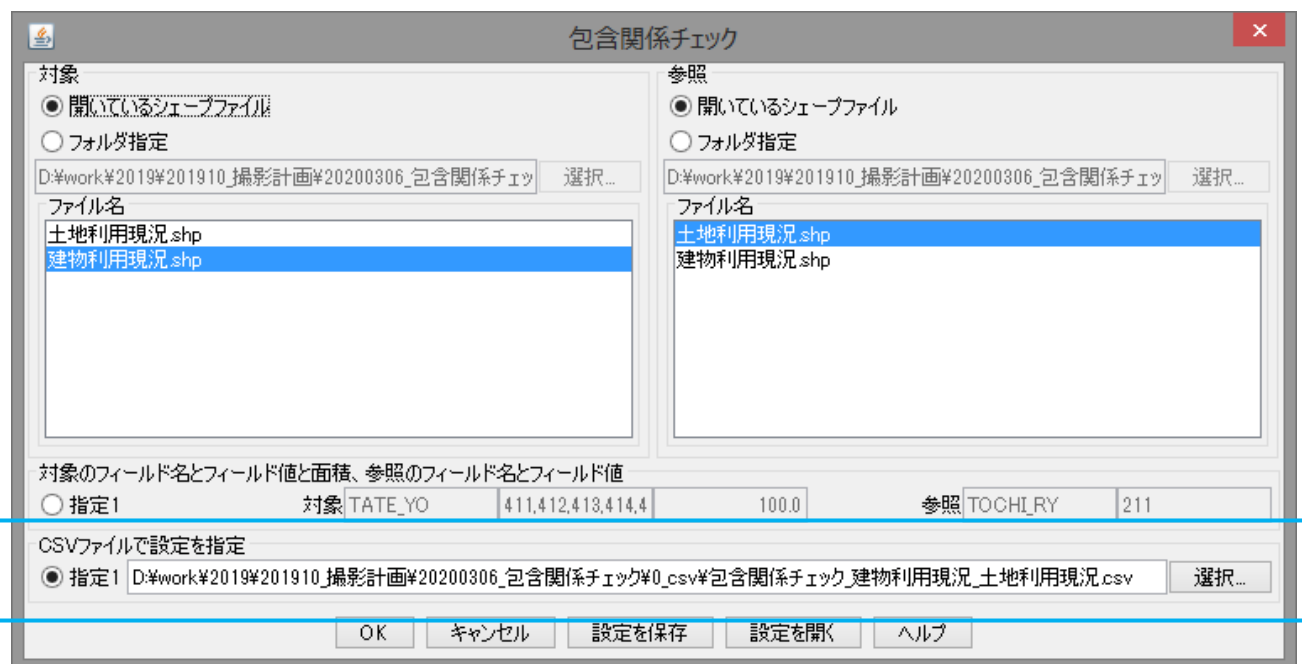 包含関係チェック
対象
開いているシェープファイル
フォルダ指定
D:¥work¥2019¥201910_撮影計画¥20200306_包含関係チェッ 選択...
ファイル名
土地利用現況.shp
建物利用現況.shp
参照
開いているシェープファイル
フォルダ指定
D:¥work¥2019¥201910_撮影計画¥20200306_包含関係チェッ 選択...
ファイル名
土地利用現況.shp
建物利用現況.shp
対象のフィールド名とフィールド値と面積、参照のフィールド名とフィールド値
指定1 対象 TATE_YO 411,412,413,414,4 100.0 参照 TOCHI_RY 211
CSVファイルで設定を指定
指定1 D:¥work¥2019¥201910_撮影計画¥20200306_包含関係チェック¥0_csv¥包含関係チェック_建物利用現況_土地利用現況.csv 選択...
OK キャンセル 設定を保存 設定を開く ヘルプ